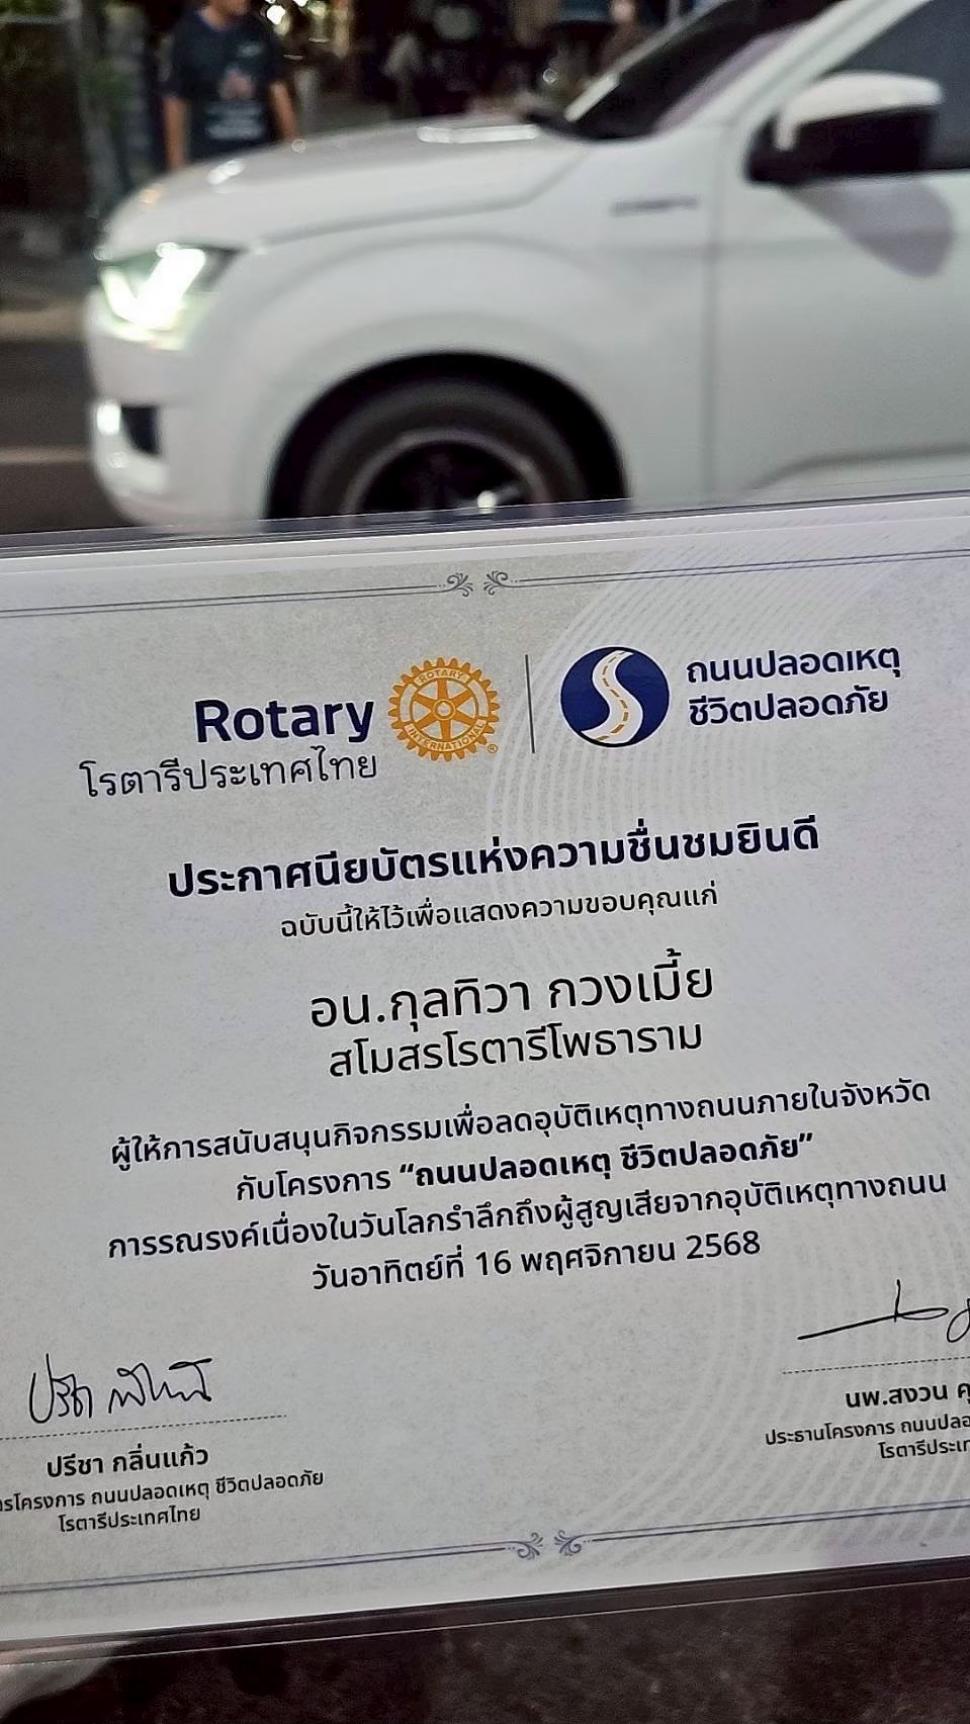 Rotary
โรตารีประเทศไทย
ROTARY
INTERNATIONAL
ถนนปลอดเหตุ
ชีวิตปลอดภัย
ประกาศนียบัตรแห่งความชื่นชมยินดี
ฉบับนี้ให้ไว้เพื่อแสดงความขอบคุณแก่
อน.กุลทิวา กวงเมี้ย
สโมสรโรตารีโพธาราม
ผู้ให้การสนับสนุนกิจกรรมเพื่อลดอุบัติเหตุทางถนนภายในจังหวัด
กับโครงการ “ถนนปลอดเหตุ ชีวิตปลอดภัย”
การรณรงค์เนื่องในวันโลกรำลึกถึงผู้สูญเสียจากอุบัติเหตุทางถนน
วันอาทิตย์ที่ 16 พฤศจิกายน 2568
ปรีชา กลิ่นแก้ว
โครงการ ถนนปลอดเหตุ ชีวิตปลอดภัย
โรตารีประเทศไทย
นพ.สงวน
ประธานโครงการ